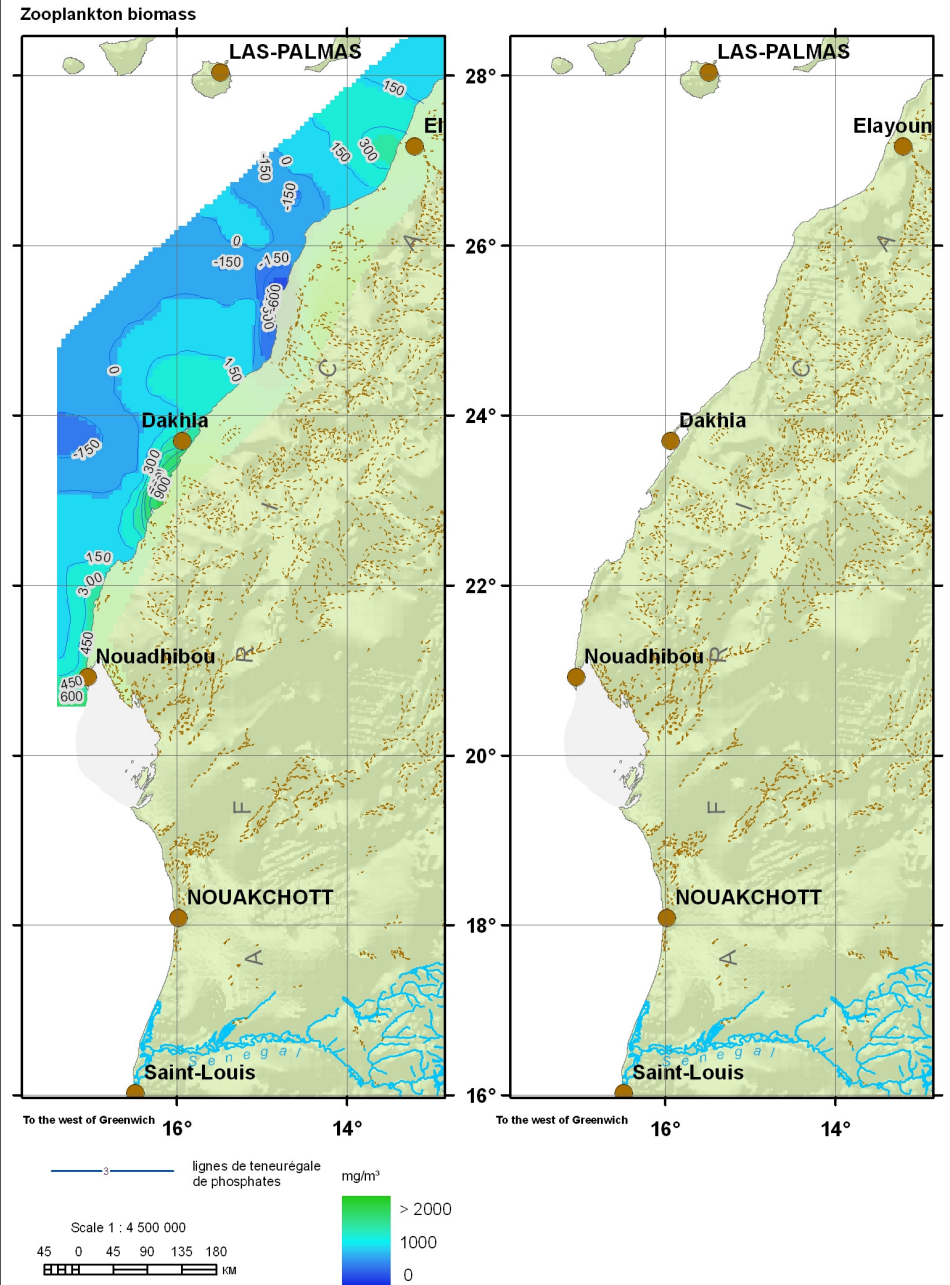 Zooplankton biomass
LAS-PALMAS
28°
150
El
150
300
0
-150
-150
0
-150
-150
26°
A
-600
C
0
150
24°
Dakhla
-750
300
900
I
150
22°
300
450
R
Nouadhibou
450
600
20°
F
NOUAKCHOTT
18°
A
Senegal
Saint-Louis
16°
To the west of Greenwich
16°
14°
LAS-PALMAS
Elayoun
A
C
Dakhla
I
Nouadhibou
R
F
NOUAKCHOTT
A
Senegal
Saint-Louis
To the west of Greenwich
16°
14°
3
lignes de teneurégale
de phosphates
mg/m³
> 2000
1000
0
Scale 1 : 4 500 000
45 0 45 90 135 180
КМ